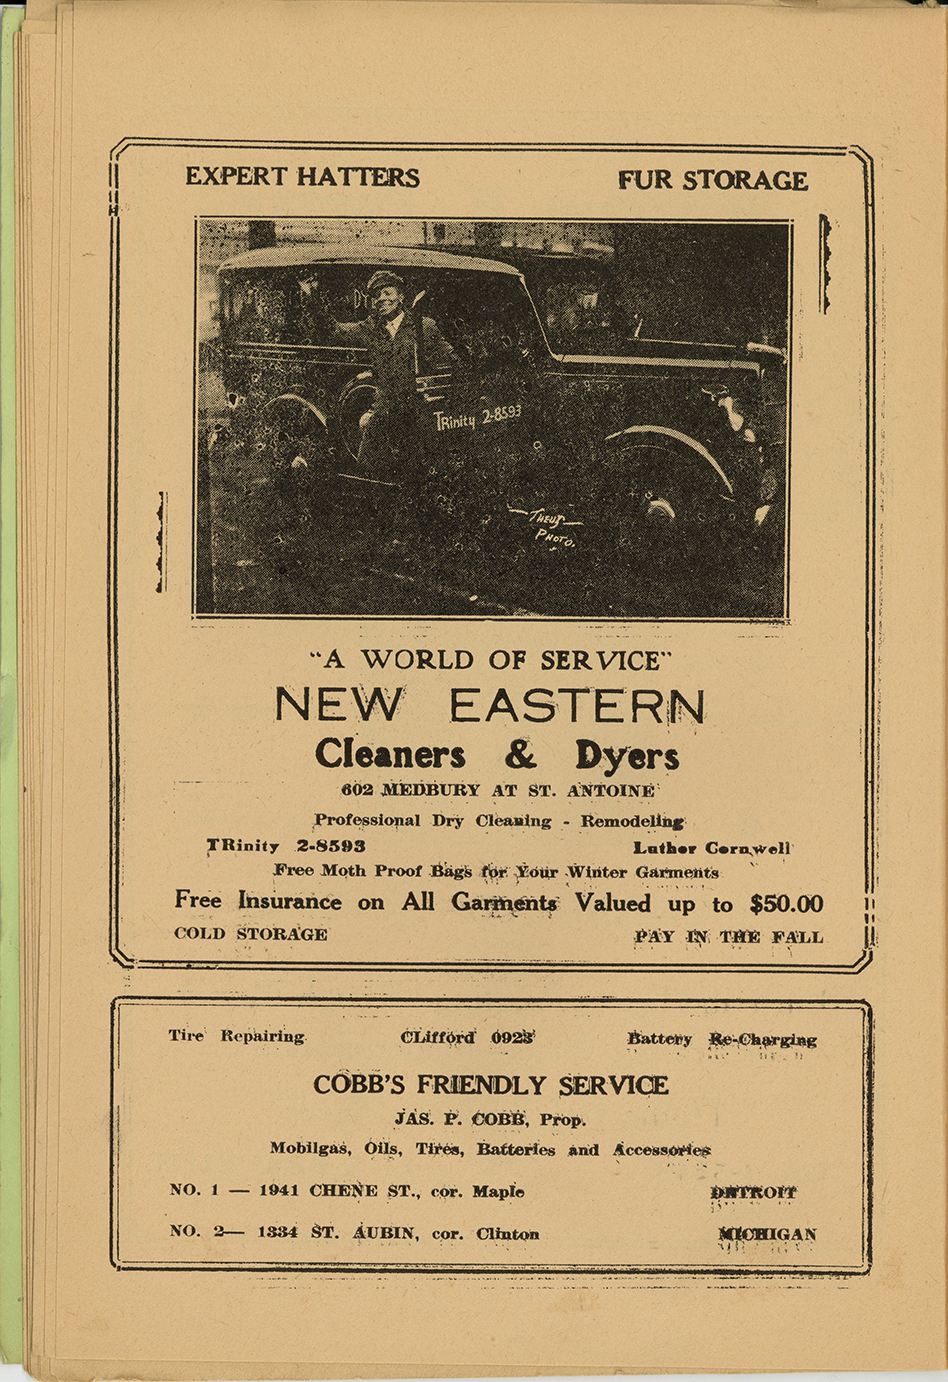 EXPERT HATTERS FUR STORAGE
DY
TRinity 2-8593
THEUS
PHOTO.
"A WORLD OF SERVICE"
NEW EASTERN
Cleaners & Dyers
602 MEDBURY AT ST. ANTOINE
Professional Dry Cleaning - Remodeling
TRinity 2-8593 Luther Cornwell
Free Moth Proof Bags for Your Winter Garments
Free Insurance on All Garments Valued up to $50.00
COLD STORAGE PAY IN THE FALL
Tire Repairing CLifford 0923 Battery Re-Charging
COBB'S FRIENDLY SERVICE
JAS. P. COBB, Prop.
Mobilgas, Oils, Tires, Batteries and Accessories
NO. 1 — 1941 CHENE ST., cor. Maple DETROIT
NO. 2— 1334 ST. AUBIN, cor. Clinton MICHIGAN